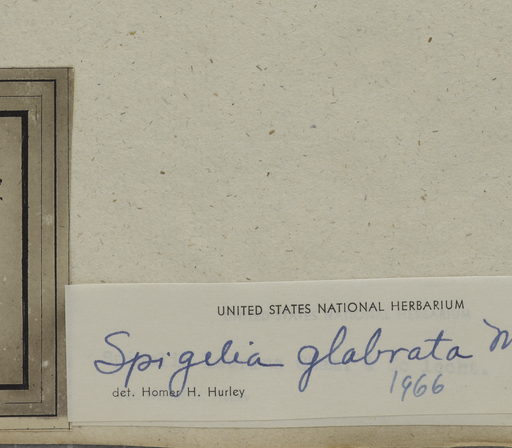 UNITED STATES NATIONAL HERBARIUM
Spigelia glabrata M
1966
det. Homer H. Hurley